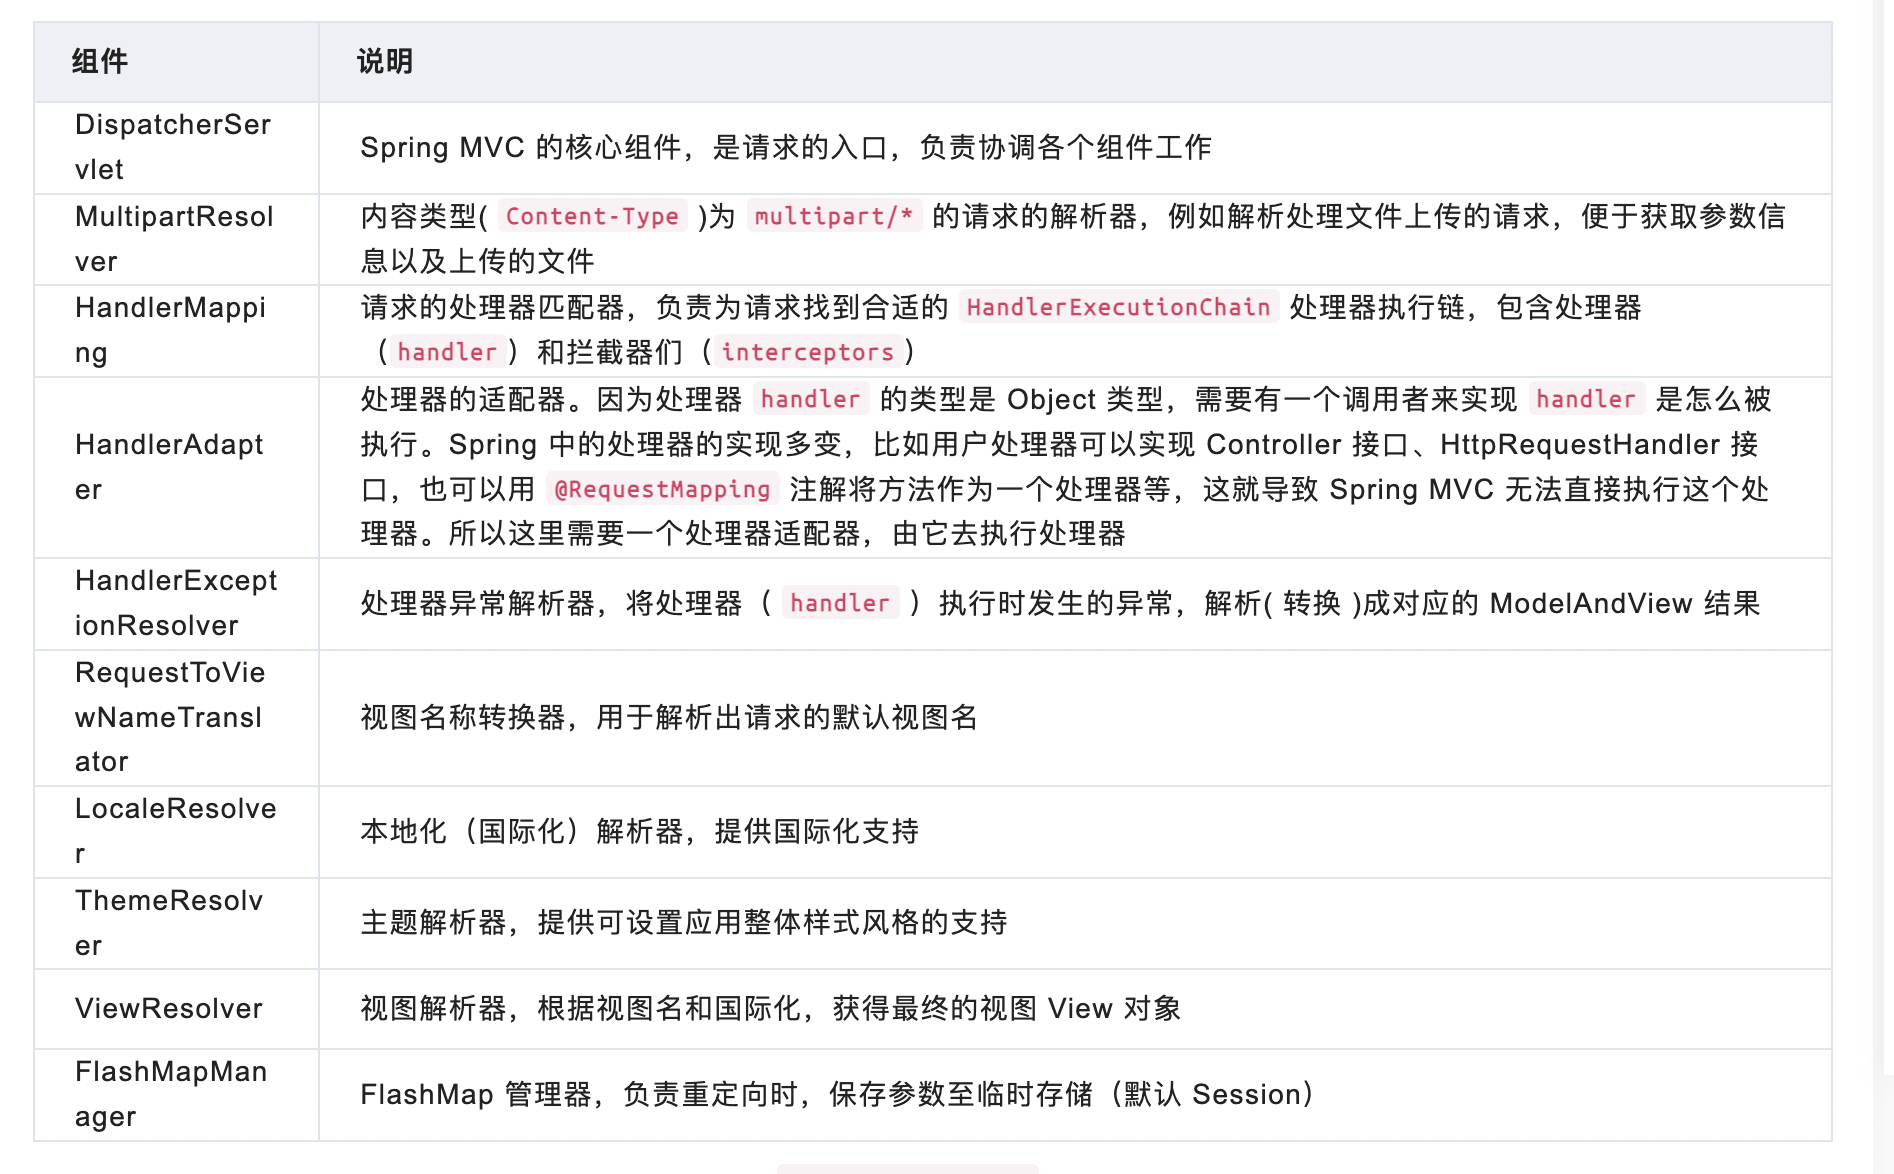 组件
说明
DispatcherSer
vlet
Spring MVC 的核心组件，是请求的入口，负责协调各个组件工作
MultipartResol
ver
内容类型( Content-Type )为 multipart/* 的请求的解析器，例如解析处理文件上传的请求，便于获取参数信
息以及上传的文件
HandlerMappi
ng
请求的处理器匹配器，负责为请求找到合适的 HandlerExecutionChain 处理器执行链，包含处理器
（handler）和拦截器们（interceptors）
HandlerAdapt
er
处理器的适配器。因为处理器 handler 的类型是 Object 类型，需要有一个调用者来实现 handler 是怎么被
执行。Spring 中的处理器的实现多变，比如用户处理器可以实现 Controller 接口、HttpRequestHandler 接
口，也可以用 @RequestMapping 注解将方法作为一个处理器等，这就导致 Spring MVC 无法直接执行这个处
理器。所以这里需要一个处理器适配器，由它去执行处理器
HandlerExcept
ionResolver
处理器异常解析器，将处理器（ handler ）执行时发生的异常，解析( 转换 )成对应的 ModelAndView 结果
RequestToVie
wNameTransl
ator
视图名称转换器，用于解析出请求的默认视图名
LocaleResolve
r
本地化（国际化）解析器，提供国际化支持
ThemeResolv
er
主题解析器，提供可设置应用整体样式风格的支持
ViewResolver
视图解析器，根据视图名和国际化，获得最终的视图 View 对象
FlashMapMan
ager
FlashMap 管理器，负责重定向时，保存参数至临时存储（默认 Session）